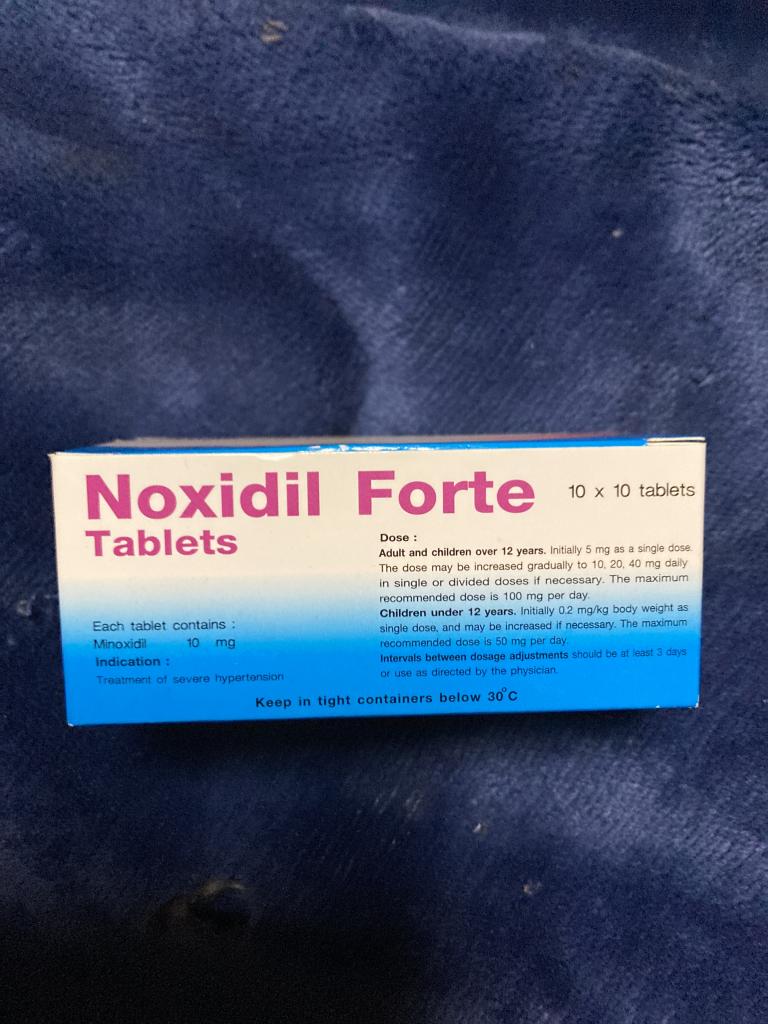 Noxidil Forte
10 x 10 tablets
Tablets
Each tablet contains :
Minoxidil 10 mg
Indication :
Treatment of severe hypertension
Dose :
Adult and children over 12 years. Initially 5 mg as a single dose.
The dose may be increased gradually to 10, 20, 40 mg daily
in single or divided doses if necessary. The maximum
recommended dose is 100 mg per day.
Children under 12 years. Initially 0.2 mg/kg body weight as
single dose, and may be increased if necessary. The maximum
recommended dose is 50 mg per day.
Intervals between dosage adjustments should be at least 3 days
or use as directed by the physician.
Keep in tight containers below 30°C